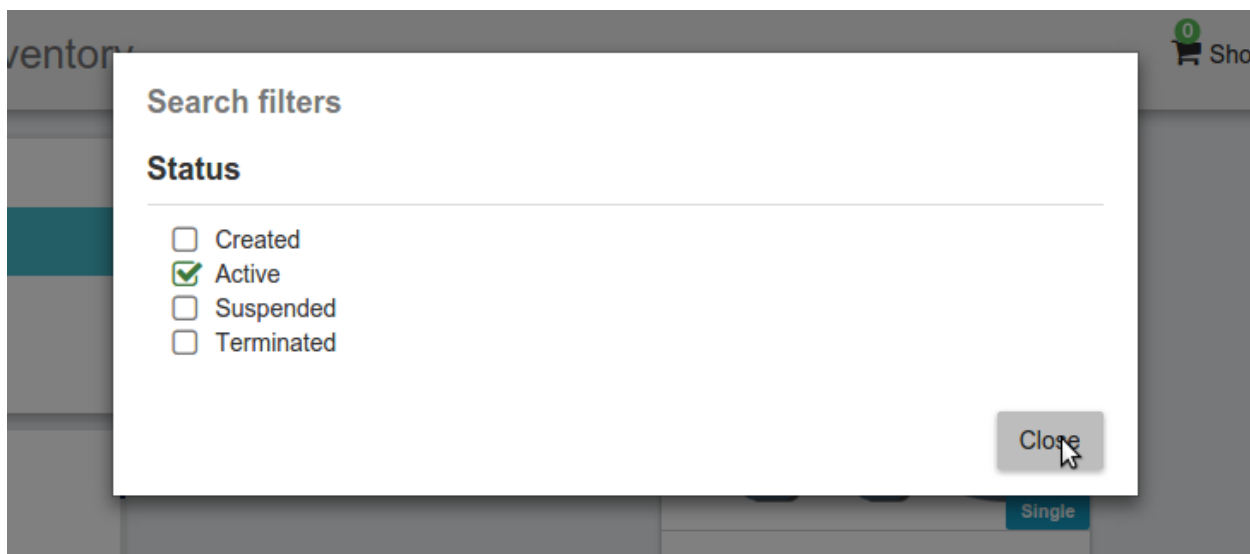 ventory
0
Sho
Search filters
Status
Created
Active
Suspended
Terminated
Close
Single